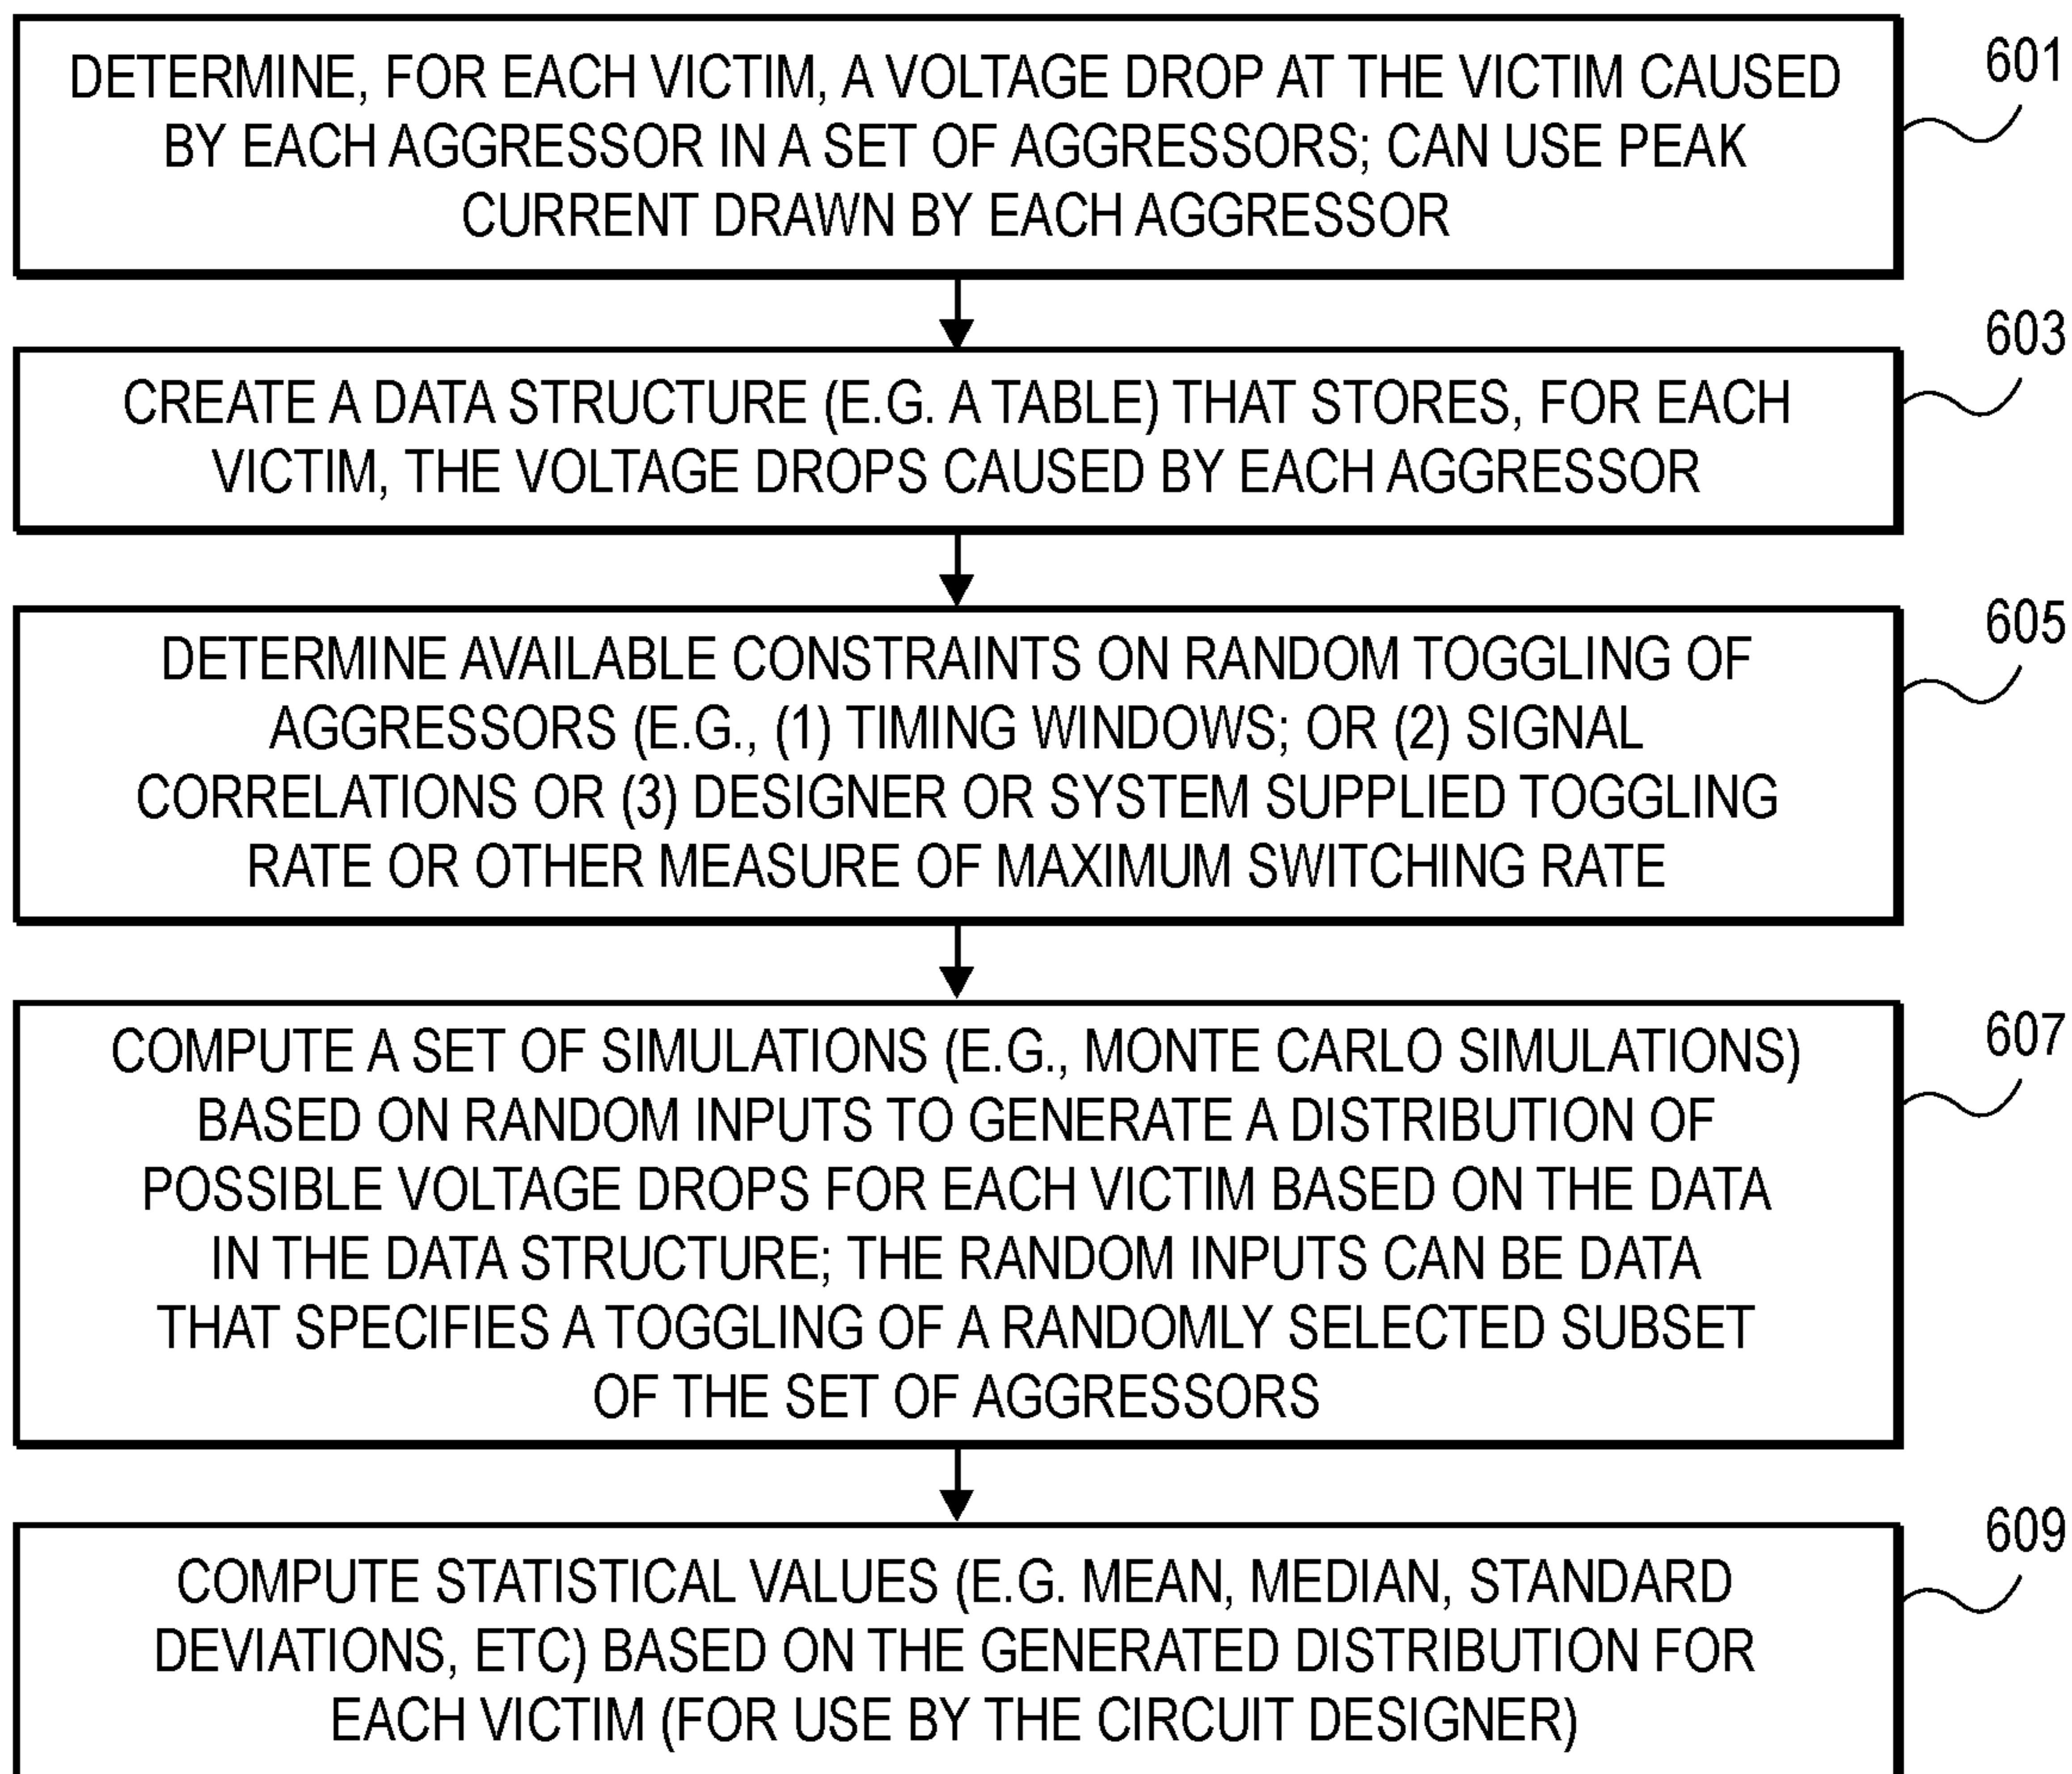 DETERMINE, FOR EACH VICTIM, A VOLTAGE DROP AT THE VICTIM CAUSED
BY EACH AGGRESSOR IN A SET OF AGGRESSORS; CAN USE PEAK
CURRENT DRAWN BY EACH AGGRESSOR
601
CREATE A DATA STRUCTURE (E.G. A TABLE) THAT STORES, FOR EACH
VICTIM, THE VOLTAGE DROPS CAUSED BY EACH AGGRESSOR
603
DETERMINE AVAILABLE CONSTRAINTS ON RANDOM TOGGLING OF
AGGRESSORS (E.G., (1) TIMING WINDOWS; OR (2) SIGNAL
CORRELATIONS OR (3) DESIGNER OR SYSTEM SUPPLIED TOGGLING
RATE OR OTHER MEASURE OF MAXIMUM SWITCHING RATE
605
COMPUTE A SET OF SIMULATIONS (E.G., MONTE CARLO SIMULATIONS)
BASED ON RANDOM INPUTS TO GENERATE A DISTRIBUTION OF
POSSIBLE VOLTAGE DROPS FOR EACH VICTIM BASED ON THE DATA
IN THE DATA STRUCTURE; THE RANDOM INPUTS CAN BE DATA
THAT SPECIFIES A TOGGLING OF A RANDOMLY SELECTED SUBSET
OF THE SET OF AGGRESSORS
607
COMPUTE STATISTICAL VALUES (E.G. MEAN, MEDIAN, STANDARD
DEVIATIONS, ETC) BASED ON THE GENERATED DISTRIBUTION FOR
EACH VICTIM (FOR USE BY THE CIRCUIT DESIGNER)
609